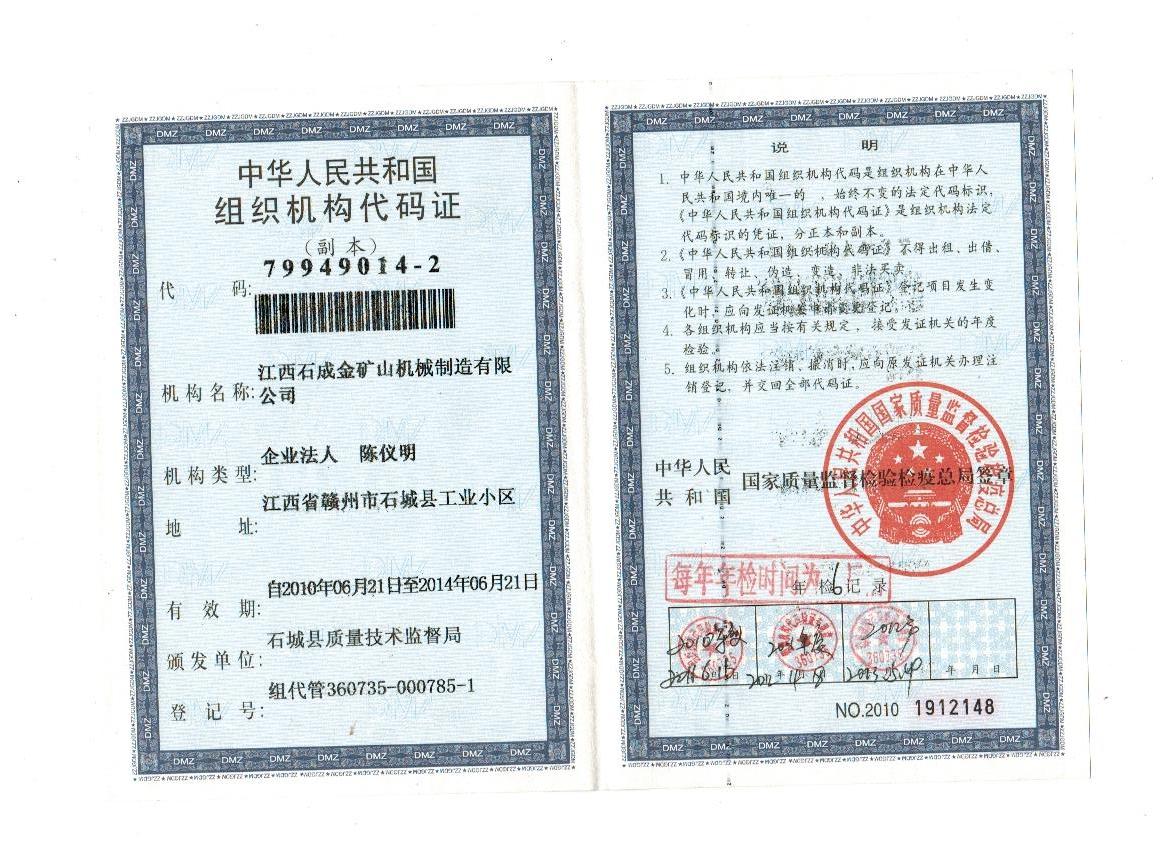 中华人民共和国
组织机构代码证
（副本）
代 码: 79949014-2
机构名称: 江西石成金矿山机械制造有限
公司
机构类型: 企业法人 陈仪明
地 址: 江西省赣州市石城县工业小区
有 效 期: 自2010年06月21日至2014年06月21日
颁发单位: 石城县质量技术监督局
登 记 号: 组代管360735-000785-1
说 明
1. 中华人民共和国组织机构代码是组织机构在中华人
民共和国境内唯一的 、始终不变的法定代码标识，
《中华人民共和国组织机构代码证》是组织机构法定
代码标识的凭证，分正本和副本。
2.《中华人民共和国组织机构代码证》不得出租、出借、
冒用、转让、伪造、变造、非法买卖。
3.《中华人民共和国组织机构代码证》登记项目发生变
化时，应向发证机关申请变更登记。
4. 各组织机构应当按有关规定，接受发证机关的年度
检验。
5. 组织机构依法注销、撤消时，应向原发证机关办理注
销登记，并交回全部代码证。
中华人民
共 和 国 国家质量监督检验检疫总局签章
中华人民共和国国家质量监督检验检疫总局
每年年检时间为6月
年 检 记 录
2010年度 2011年度 2012年
年 月 日
NO.2010 1912148